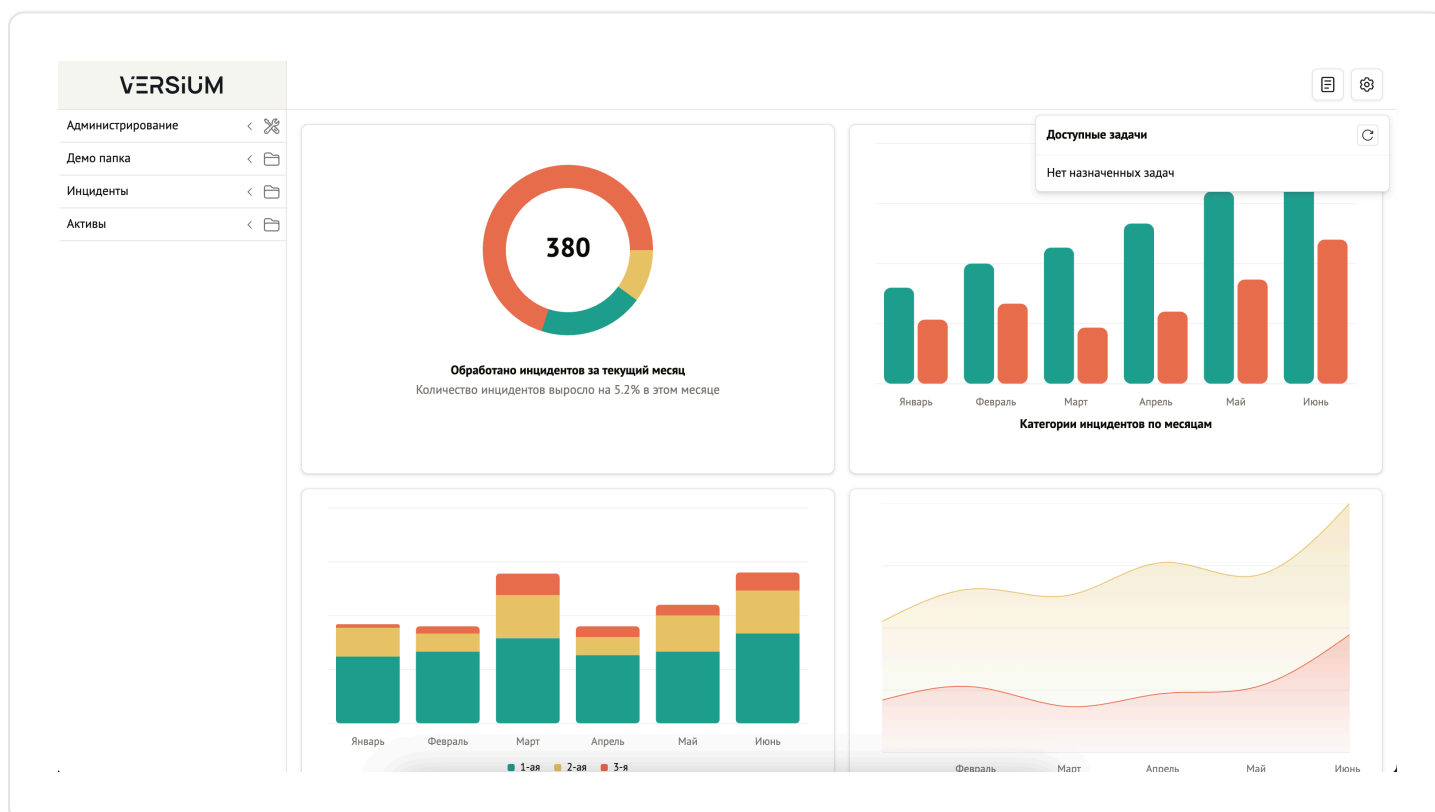 VERSIUM
Администрирование
Демо папка
Инциденты
Активы
Доступные задачи
Нет назначенных задач
380
Обработано инцидентов за текущий месяц
Количество инцидентов выросло на 5.2% в этом месяце
Январь Февраль Март Апрель Май Июнь
Категории инцидентов по месяцам
Январь Февраль Март Апрель Май Июнь
1-ая 2-ая 3-я
Февраль Март Апрель Май Июнь